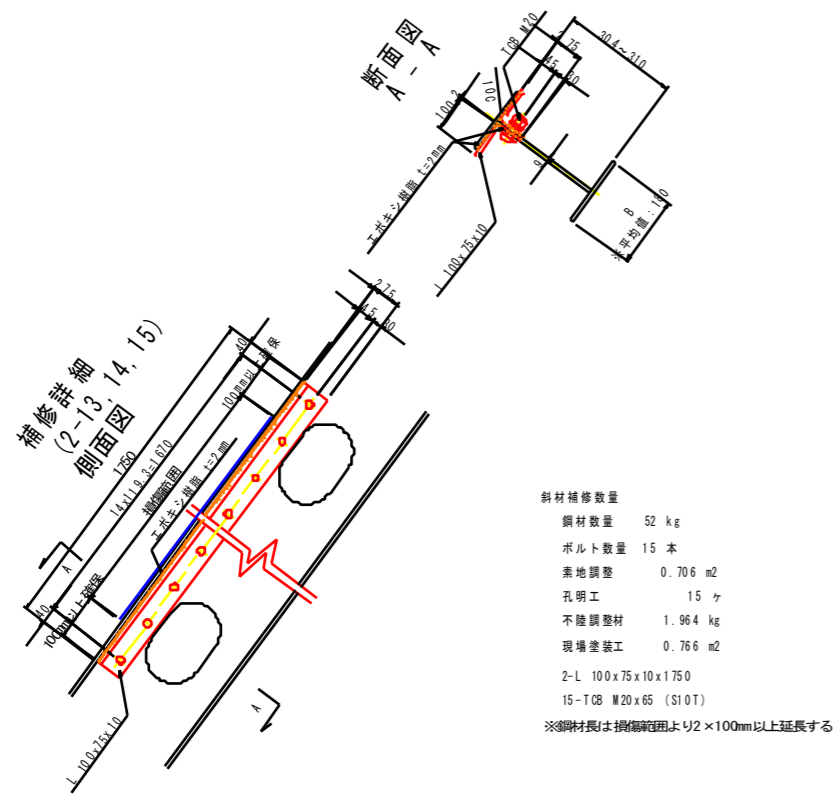 断面図
A - A
TCB M20
2 75
45 30
304~310
100 2
エポキシ樹脂 t=2mm
L 100x75x10
9
B
※平均値:180
補修詳細
(2-13, 14, 15)
側面図
1750
14x119.3=1670
40
40
損傷範囲
100mm以上確保
100mm以上確保
エポキシ樹脂 t=2mm
275
45 30
A
A
L 100x75x10
斜材補修数量
鋼材数量 52 kg
ボルト数量 15 本
素地調整 0.706 m2
孔明工 15 ヶ
不陸調整材 1.964 kg
現場塗装工 0.766 m2
2-L 100x75x10x1750
15-TCB M20x65 (S10T)
※鋼材長は損傷範囲より2×100mm以上延長する